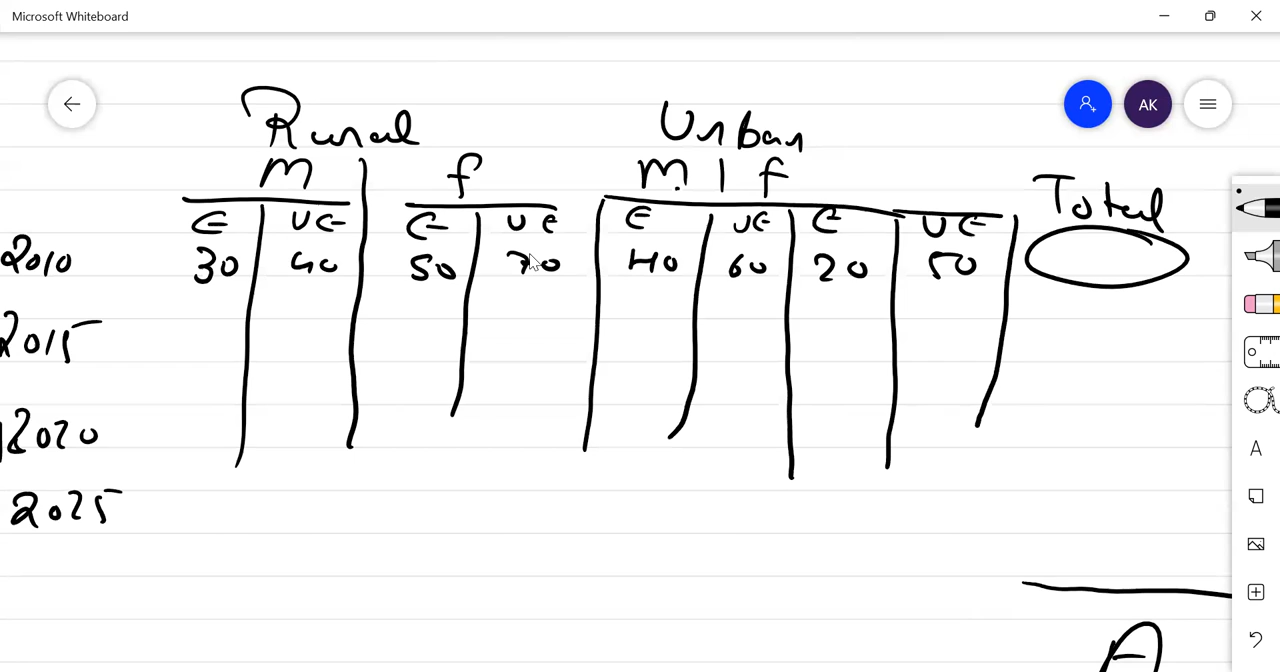 Microsoft Whiteboard
AK
Rural Urban
M f M | f Total
E UE E UE E UE E UE
2010 30 40 50 40 60 20 50
2015
2020
2025
A